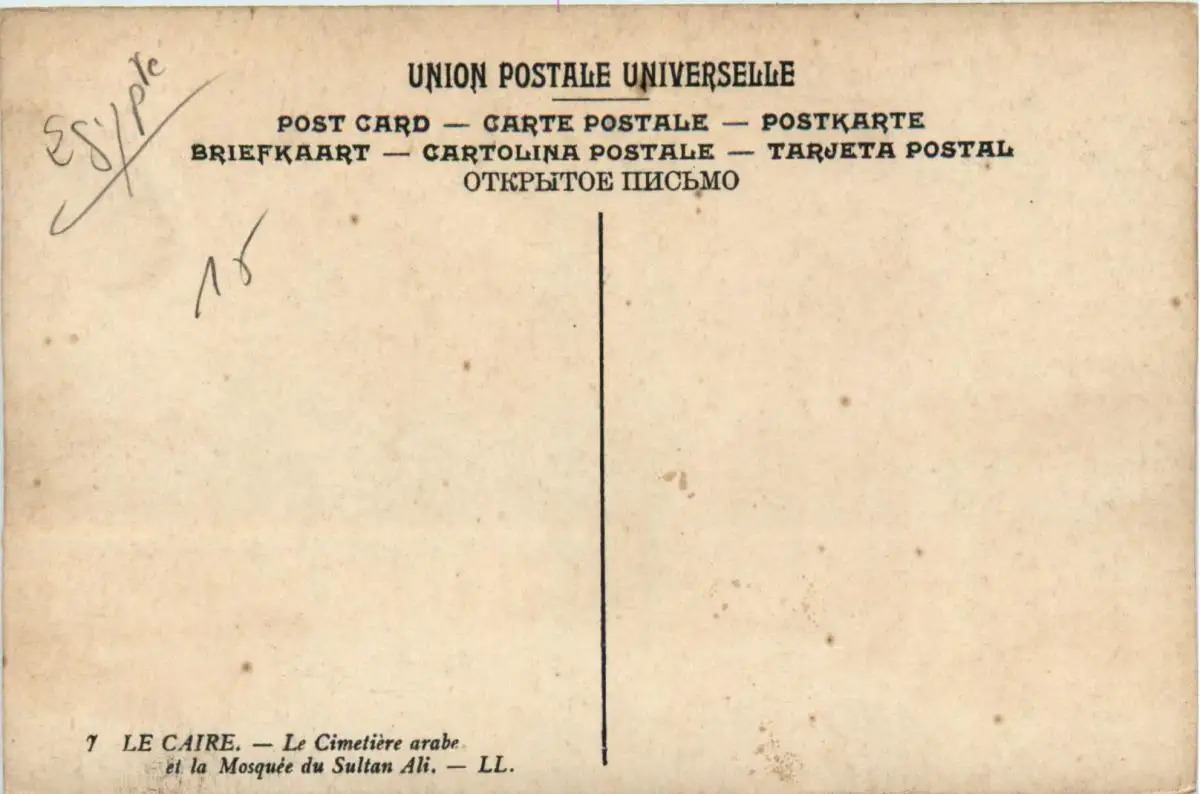 UNION POSTALE UNIVERSELLE
POST CARD — CARTE POSTALE — POSTKARTE
BRIEFKAART — CARTOLINA POSTALE — TARJETA POSTAL
ОТКРЫТОЕ ПИСЬМО
Egypte
7 LE CAIRE. — Le Cimetière arabe
et la Mosquée du Sultan Ali. — LL.